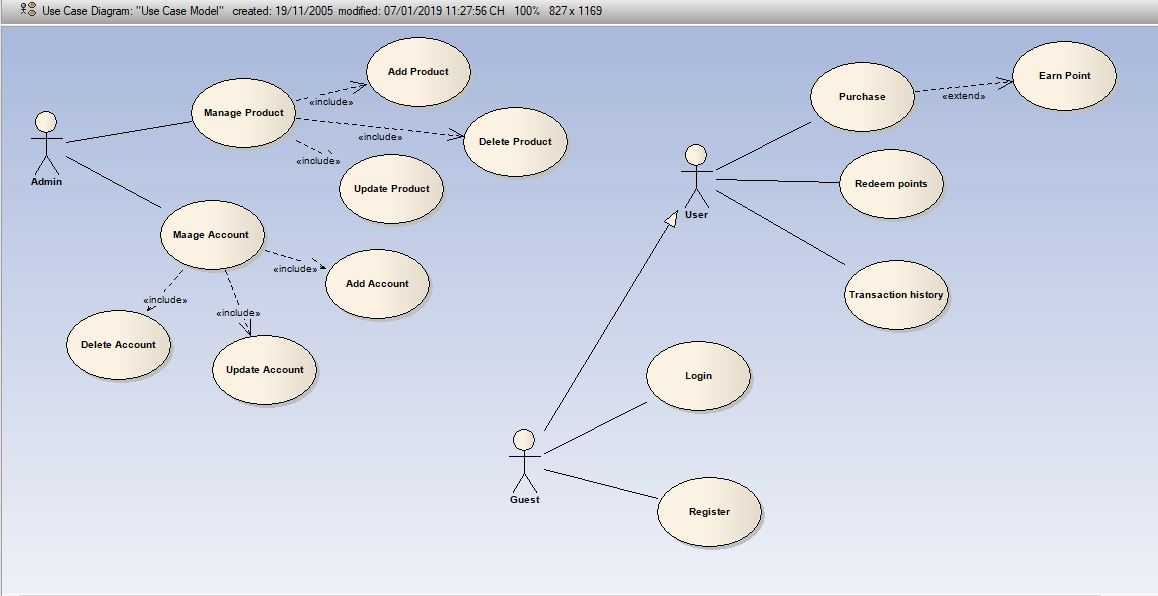 Use Case Diagram: "Use Case Model" created: 19/11/2005 modified: 07/01/2019 11:27:56 CH 100% 827 x 1169
Add Product
Manage Product
«include»
«include»
Delete Product
«include»
Update Product
Admin
Maage Account
«include»
Add Account
«include»
«include»
Delete Account
Update Account
Purchase
«extend»
Earn Point
Redeem points
User
Transaction history
Login
Guest
Register